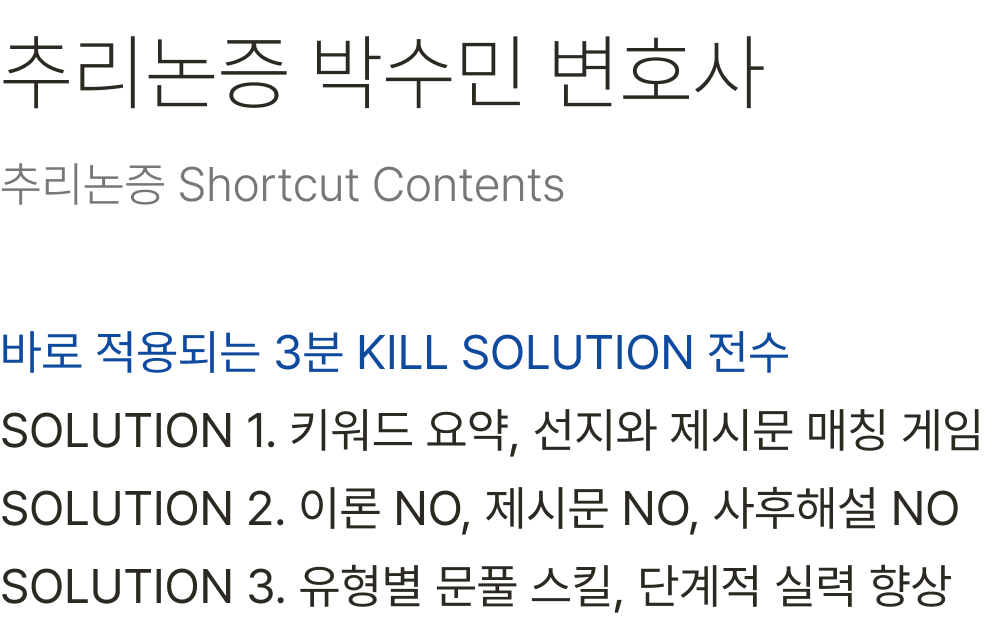 추리논증 박수민 변호사
추리논증 Shortcut Contents
바로 적용되는 3분 KILL SOLUTION 전수
SOLUTION 1. 키워드 요약, 선지와 제시문 매칭 게임
SOLUTION 2. 이론 NO, 제시문 NO, 사후해설 NO
SOLUTION 3. 유형별 문풀 스킬, 단계적 실력 향상